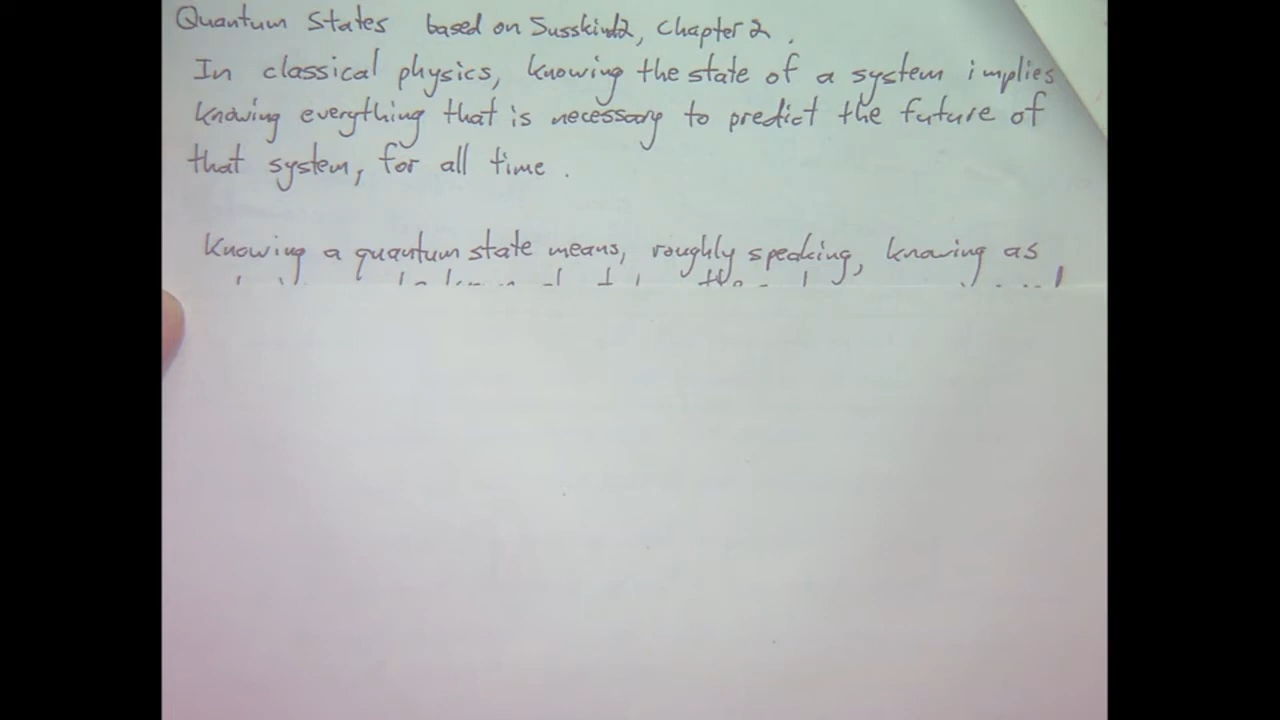 Quantum States based on Susskind2, Chapter 2.
In classical physics, knowing the state of a system implies
knowing everything that is necessary to predict the future of
that system, for all time.
Knowing a quantum state means, roughly speaking, knowing as